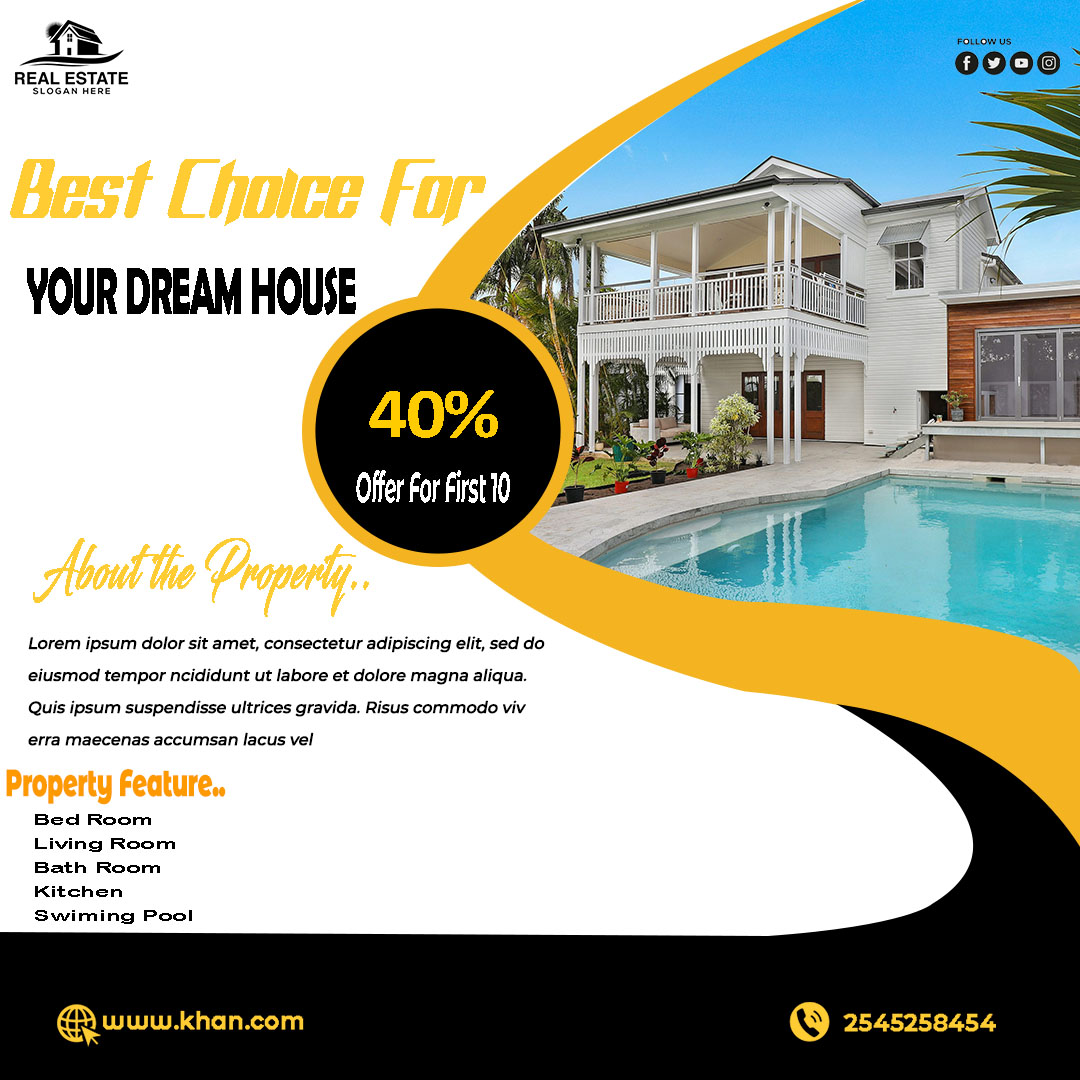 REAL ESTATE
SLOGAN HERE
FOLLOW US
Best Choice For
YOUR DREAM HOUSE
40%
Offer For First 10
About the Property..
Lorem ipsum dolor sit amet, consectetur adipiscing elit, sed do
eiusmod tempor ncididunt ut labore et dolore magna aliqua.
Quis ipsum suspendisse ultrices gravida. Risus commodo viv
erra maecenas accumsan lacus vel
Property Feature..
Bed Room
Living Room
Bath Room
Kitchen
Swiming Pool
www.khan.com
2545258454